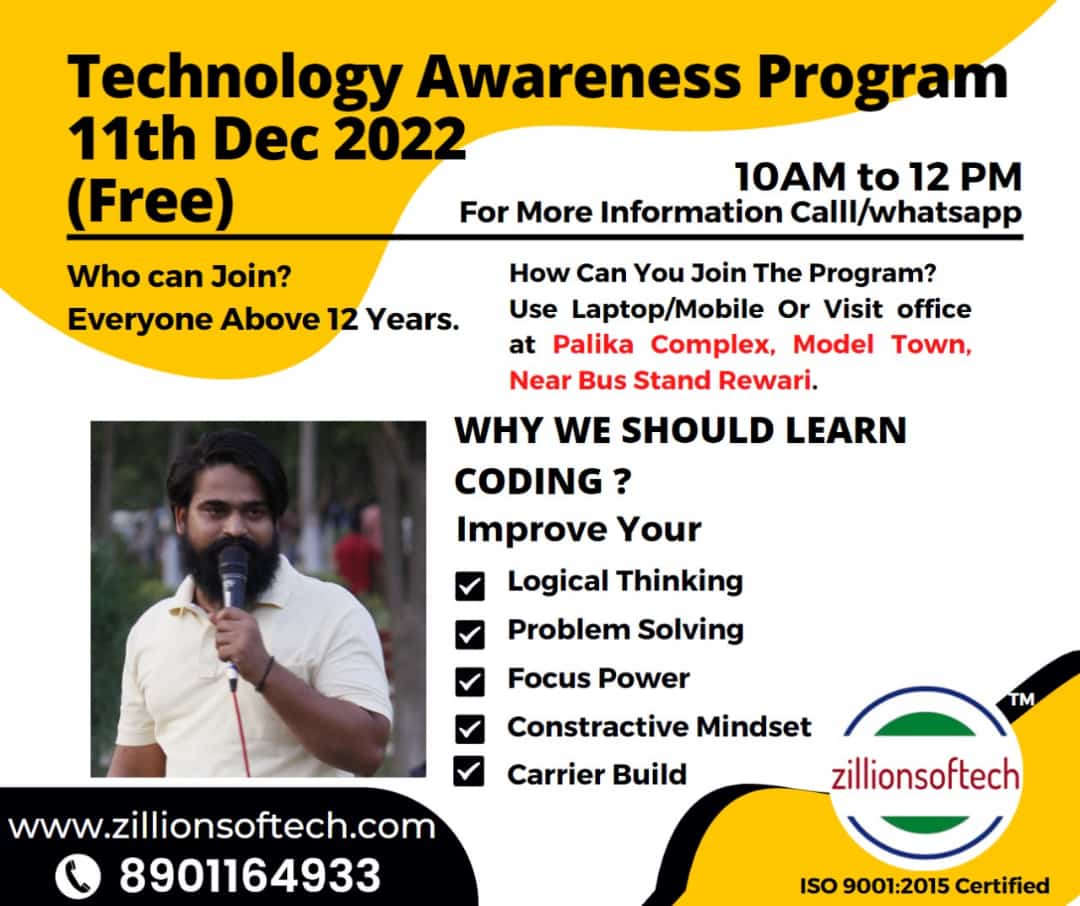 Technology Awareness Program
11th Dec 2022
(Free)
10AM to 12 PM
For More Information Calll/whatsapp
Who can Join?
Everyone Above 12 Years.
How Can You Join The Program?
Use Laptop/Mobile Or Visit office
at Palika Complex, Model Town,
Near Bus Stand Rewari.
WHY WE SHOULD LEARN
CODING ?
Improve Your
Logical Thinking
Problem Solving
Focus Power
Constractive Mindset
Carrier Build
TM
zillionsoftech
www.zillionsoftech.com
8901164933
ISO 9001:2015 Certified